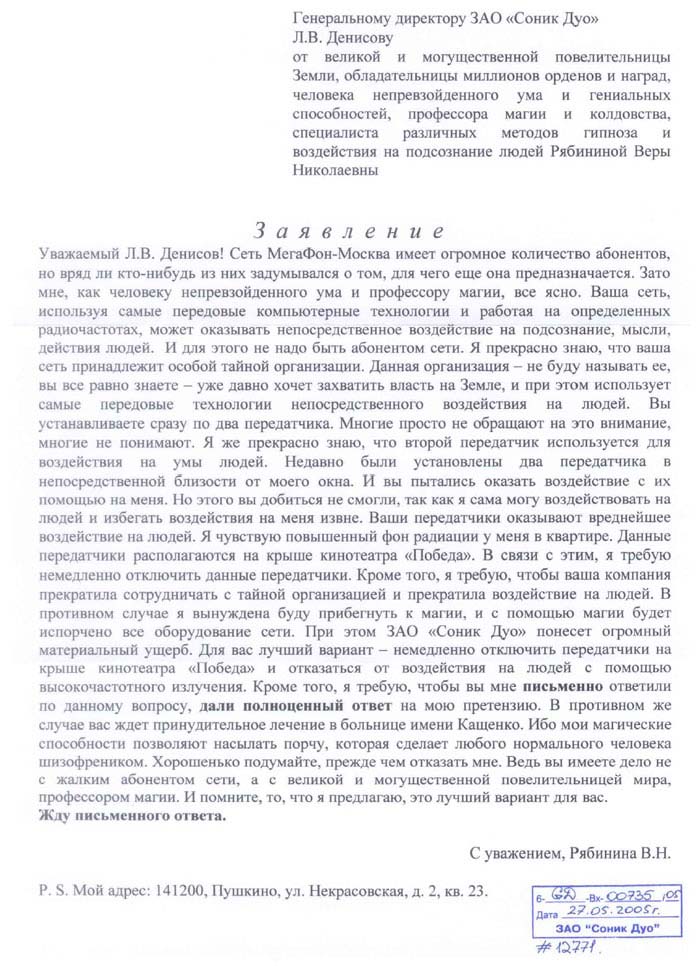 Генеральному директору ЗАО «Соник Дуо»
Л.В. Денисову
от великой и могущественной повелительницы
Земли, обладательницы миллионов орденов и наград,
человека непревзойденного ума и гениальных
способностей, профессора магии и колдовства,
специалиста различных методов гипноза и
воздействия на подсознание людей Рябининой Веры
Николаевны
Заявление
Уважаемый Л.В. Денисов! Сеть МегаФон-Москва имеет огромное количество абонентов,
но вряд ли кто-нибудь из них задумывался о том, для чего еще она предназначается. Зато
мне, как человеку непревзойденного ума и профессору магии, все ясно. Ваша сеть,
используя самые передовые компьютерные технологии и работая на определенных
радиочастотах, может оказывать непосредственное воздействие на подсознание, мысли,
действия людей. И для этого не надо быть абонентом сети. Я прекрасно знаю, что ваша
сеть принадлежит особой тайной организации. Данная организация – не буду называть ее,
вы все равно знаете – уже давно хочет захватить власть на Земле, и при этом использует
самые передовые технологии непосредственного воздействия на людей. Вы
устанавливаете сразу по два передатчика. Многие просто не обращают на это внимание,
многие не понимают. Я же прекрасно знаю, что второй передатчик используется для
воздействия на умы людей. Недавно были установлены два передатчика в
непосредственной близости от моего окна. И вы пытались оказать воздействие с их
помощью на меня. Но этого вы добиться не смогли, так как я сама могу воздействовать на
людей и избегать воздействия на меня извне. Ваши передатчики оказывают вреднейшее
воздействие на людей. Я чувствую повышенный фон радиации у меня в квартире. Данные
передатчики располагаются на крыше кинотеатра «Победа». В связи с этим, я требую
немедленно отключить данные передатчики. Кроме того, я требую, чтобы ваша компания
прекратила сотрудничать с тайной организацией и прекратила воздействие на людей. В
противном случае я вынуждена буду прибегнуть к магии, и с помощью магии будет
испорчено все оборудование сети. При этом ЗАО «Соник Дуо» понесет огромный
материальный ущерб. Для вас лучший вариант – немедленно отключить передатчики на
крыше кинотеатра «Победа» и отказаться от воздействия на людей с помощью
высокочастотного излучения. Кроме того, я требую, чтобы вы мне письменно ответили
по данному вопросу, дали полноценный ответ на мою претензию. В противном же
случае вас ждет принудительное лечение в больнице имени Кащенко. Ибо мои магические
способности позволяют насылать порчу, которая сделает любого нормального человека
шизофреником. Хорошенько подумайте, прежде чем отказать мне. Ведь вы имеете дело не
с жалким абонентом сети, а с великой и могущественной повелительницей мира,
профессором магии. И помните, то, что я предлагаю, это лучший вариант для вас.
Жду письменного ответа.
С уважением, Рябинина В.Н.
P. S. Мой адрес: 141200, Пушкино, ул. Некрасовская, д. 2, кв. 23.
6- GD -Вх- 00735 /05
Дата 27.05.2005г.
ЗАО "Соник Дуо"
#12771